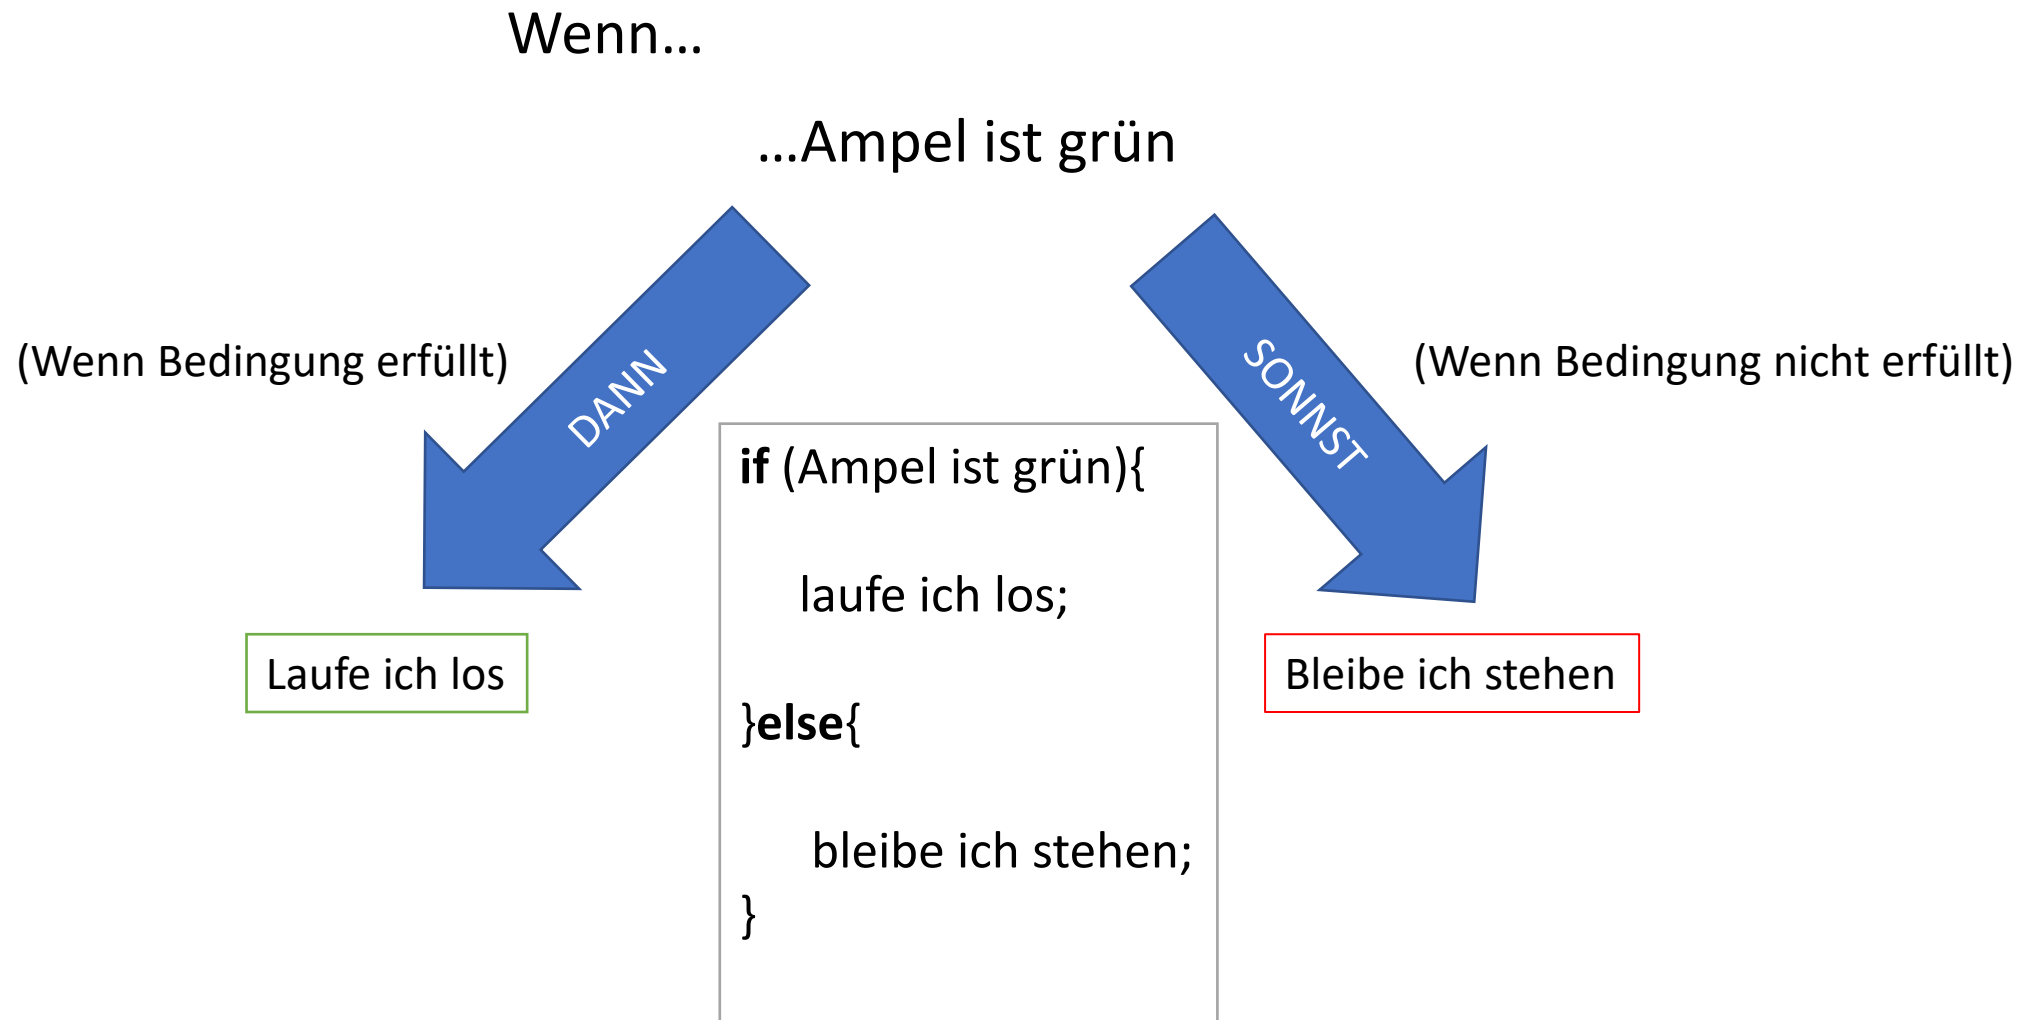 Wenn...
...Ampel ist grün
(Wenn Bedingung erfüllt)
DANN
SONNST
(Wenn Bedingung nicht erfüllt)
if (Ampel ist grün){
laufe ich los;
}else{
bleibe ich stehen;
}
Laufe ich los
Bleibe ich stehen